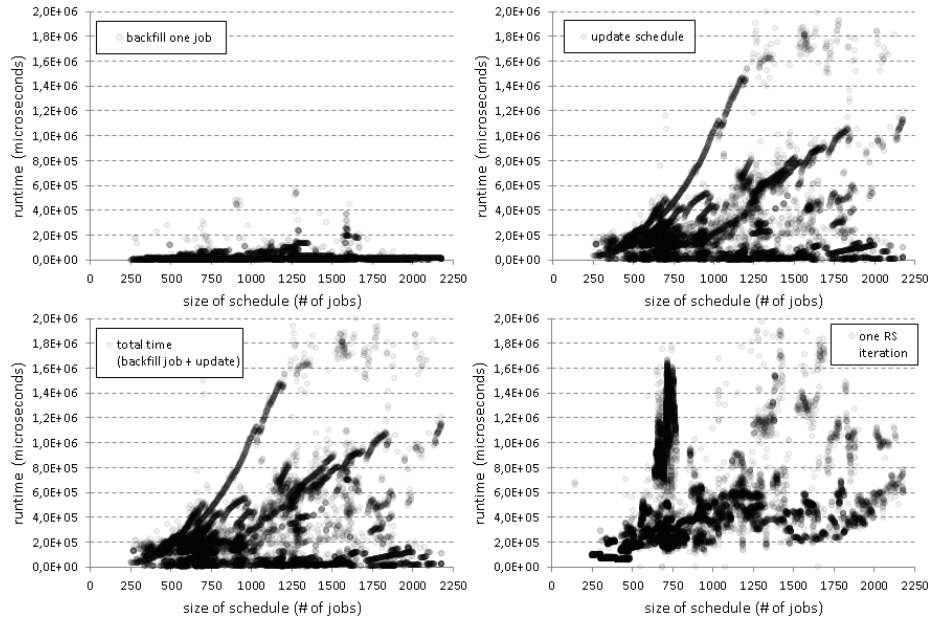 2,0E+06
1,8E+06
1,6E+06
1,4E+06
1,2E+06
1,0E+06
8,0E+05
6,0E+05
4,0E+05
2,0E+05
0,0E+00
runtime (microseconds)
backfill one job
0 250 500 750 1000 1250 1500 1750 2000 2250
size of schedule (# of jobs)
2,0E+06
1,8E+06
1,6E+06
1,4E+06
1,2E+06
1,0E+06
8,0E+05
6,0E+05
4,0E+05
2,0E+05
0,0E+00
runtime (microseconds)
update schedule
0 250 500 750 1000 1250 1500 1750 2000 2250
size of schedule (# of jobs)
2,0E+06
1,8E+06
1,6E+06
1,4E+06
1,2E+06
1,0E+06
8,0E+05
6,0E+05
4,0E+05
2,0E+05
0,0E+00
runtime (microseconds)
total time
(backfill job + update)
0 250 500 750 1000 1250 1500 1750 2000 2250
size of schedule (# of jobs)
2,0E+06
1,8E+06
1,6E+06
1,4E+06
1,2E+06
1,0E+06
8,0E+05
6,0E+05
4,0E+05
2,0E+05
0,0E+00
runtime (microseconds)
one RS
iteration
0 250 500 750 1000 1250 1500 1750 2000 2250
size of schedule (# of jobs)